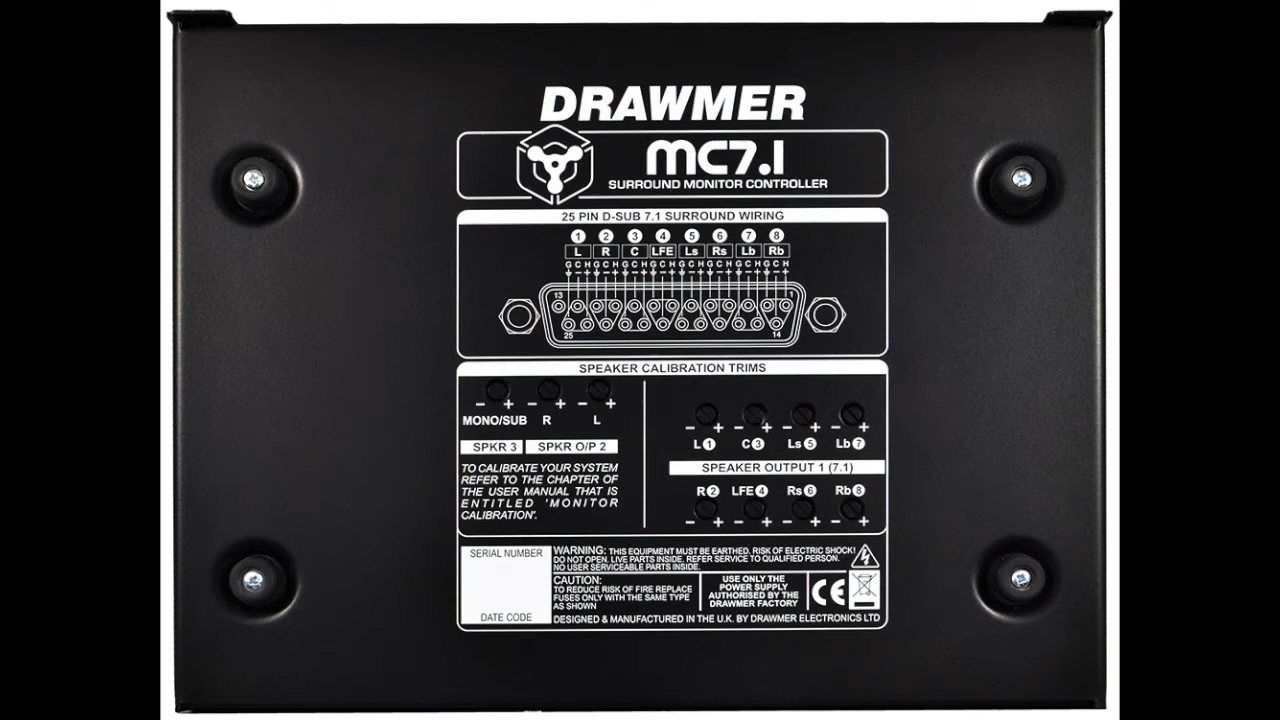 DRAWMER
MC7.1
SURROUND MONITOR CONTROLLER
25 PIN D-SUB 7.1 SURROUND WIRING
1 2 3 4 5 6 7 8
L R C LFE Ls Rs Lb Rb
G C H G C H G C H G C H G C H G C H G C H G C H
- + - + - + - + - + - + - + - +
13 1
25 14
SPEAKER CALIBRATION TRIMS
- + - + - +
MONO/SUB R L
SPKR 3 SPKR O/P 2
TO CALIBRATE YOUR SYSTEM
REFER TO THE CHAPTER OF
THE USER MANUAL THAT IS
ENTITLED 'MONITOR
CALIBRATION'.
- + - + - + - +
L 1 C 3 Ls 5 Lb 7
SPEAKER OUTPUT 1 (7.1)
R 2 LFE 4 Rs 6 Rb 8
- + - + - + - +
SERIAL NUMBER
DATE CODE
WARNING: THIS EQUIPMENT MUST BE EARTHED. RISK OF ELECTRIC SHOCK!
DO NOT OPEN. LIVE PARTS INSIDE. REFER SERVICE TO QUALIFIED PERSON.
NO USER SERVICEABLE PARTS INSIDE.
CAUTION:
TO REDUCE RISK OF FIRE REPLACE
FUSES ONLY WITH THE SAME TYPE
AS SHOWN
USE ONLY THE
POWER SUPPLY
AUTHORISED BY THE
DRAWMER FACTORY
CE
DESIGNED & MANUFACTURED IN THE U.K. BY DRAWMER ELECTRONICS LTD